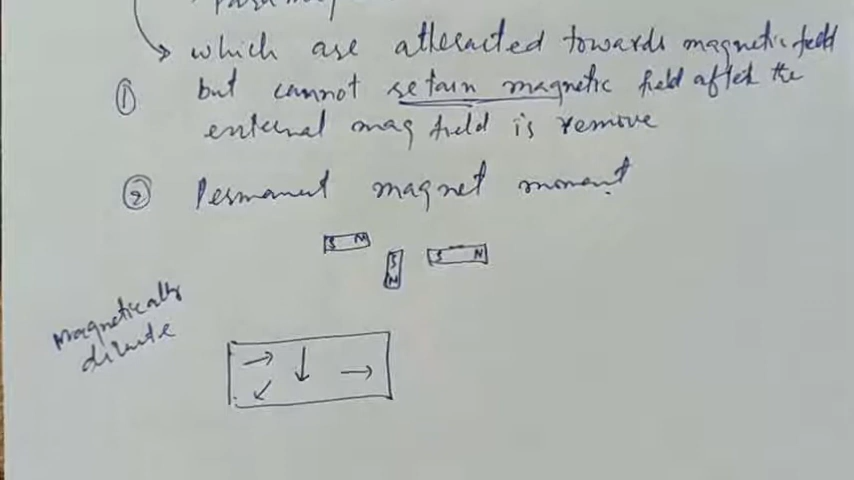 which are attracted towards magnetic field
① but cannot retain magnetic field after the
external mag field is remove
② Permanent magnet moment
S N
S N
S N
Magnetically
dilute